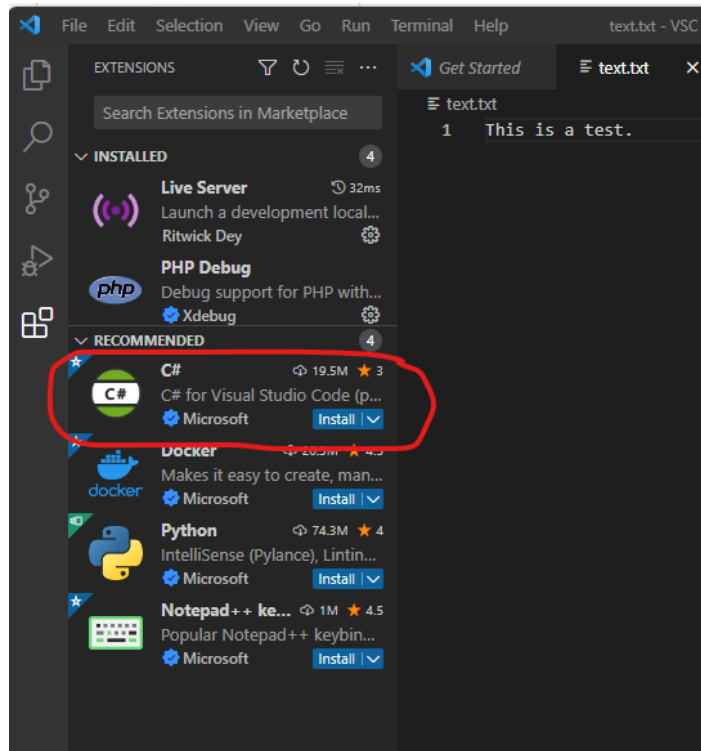 File Edit Selection View Go Run Terminal Help text.txt - VSC
EXTENSIONS
Search Extensions in Marketplace
INSTALLED 4
Live Server 32ms
Launch a development local...
Ritwick Dey
php
PHP Debug
Debug support for PHP with...
Xdebug
RECOMMENDED 4
C#
C# 19.5M ★ 3
C# for Visual Studio Code (p...
Microsoft Install
docker
Docker ★ 4.5
Makes it easy to create, man...
Microsoft Install
Python 74.3M ★ 4
IntelliSense (Pylance), Lintin...
Microsoft Install
Notepad++ ke... 1M ★ 4.5
Popular Notepad++ keybin...
Microsoft Install
Get Started text.txt
text.txt
1 This is a test.